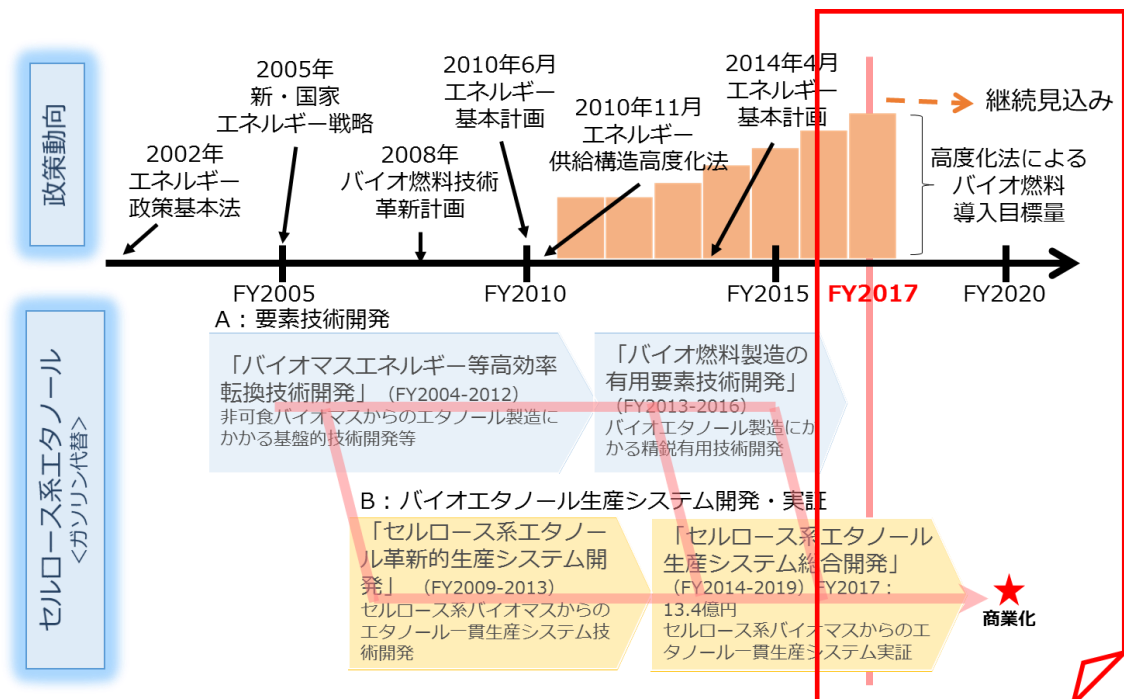 政策動向
2002年
エネルギー
政策基本法
2005年
新・国家
エネルギー戦略
2008年
バイオ燃料技術
革新計画
2010年6月
エネルギー
基本計画
2010年11月
エネルギー
供給構造高度化法
2014年4月
エネルギー
基本計画
継続見込み
高度化法による
バイオ燃料
導入目標量
FY2005
FY2010
FY2015
FY2017
FY2020
セルロース系エタノール
<ガソリン代替>
A：要素技術開発
「バイオマスエネルギー等高効率
転換技術開発」（FY2004-2012）
非可食バイオマスからのエタノール製造に
かかる基盤的技術開発等
「バイオ燃料製造の
有用要素技術開発」
（FY2013-2016）
バイオエタノール製造にか
かる精鋭有用技術開発
B：バイオエタノール生産システム開発・実証
「セルロース系エタノー
ル革新的生産システム開
発」（FY2009-2013）
セルロース系バイオマスからの
エタノール一貫生産システム技
術開発
「セルロース系エタノール
生産システム総合開発」
（FY2014-2019）FY2017：
13.4億円
セルロース系バイオマスからのエ
タノール一貫生産システム実証
商業化